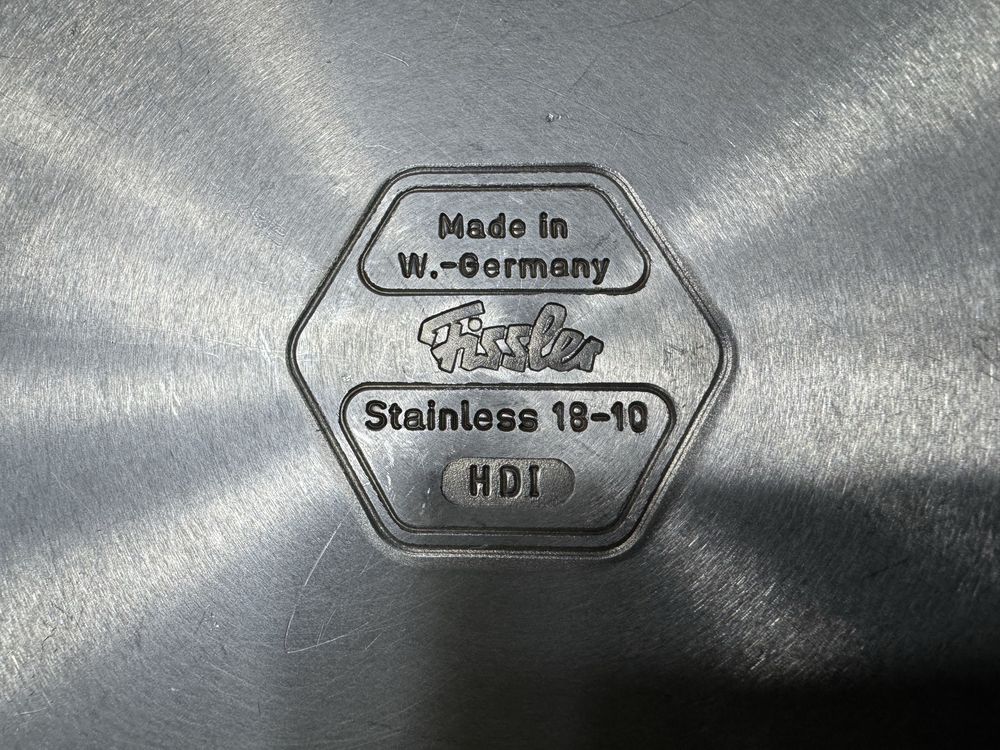 Made in
W.-Germany
Fissler
Stainless 18-10
HDI